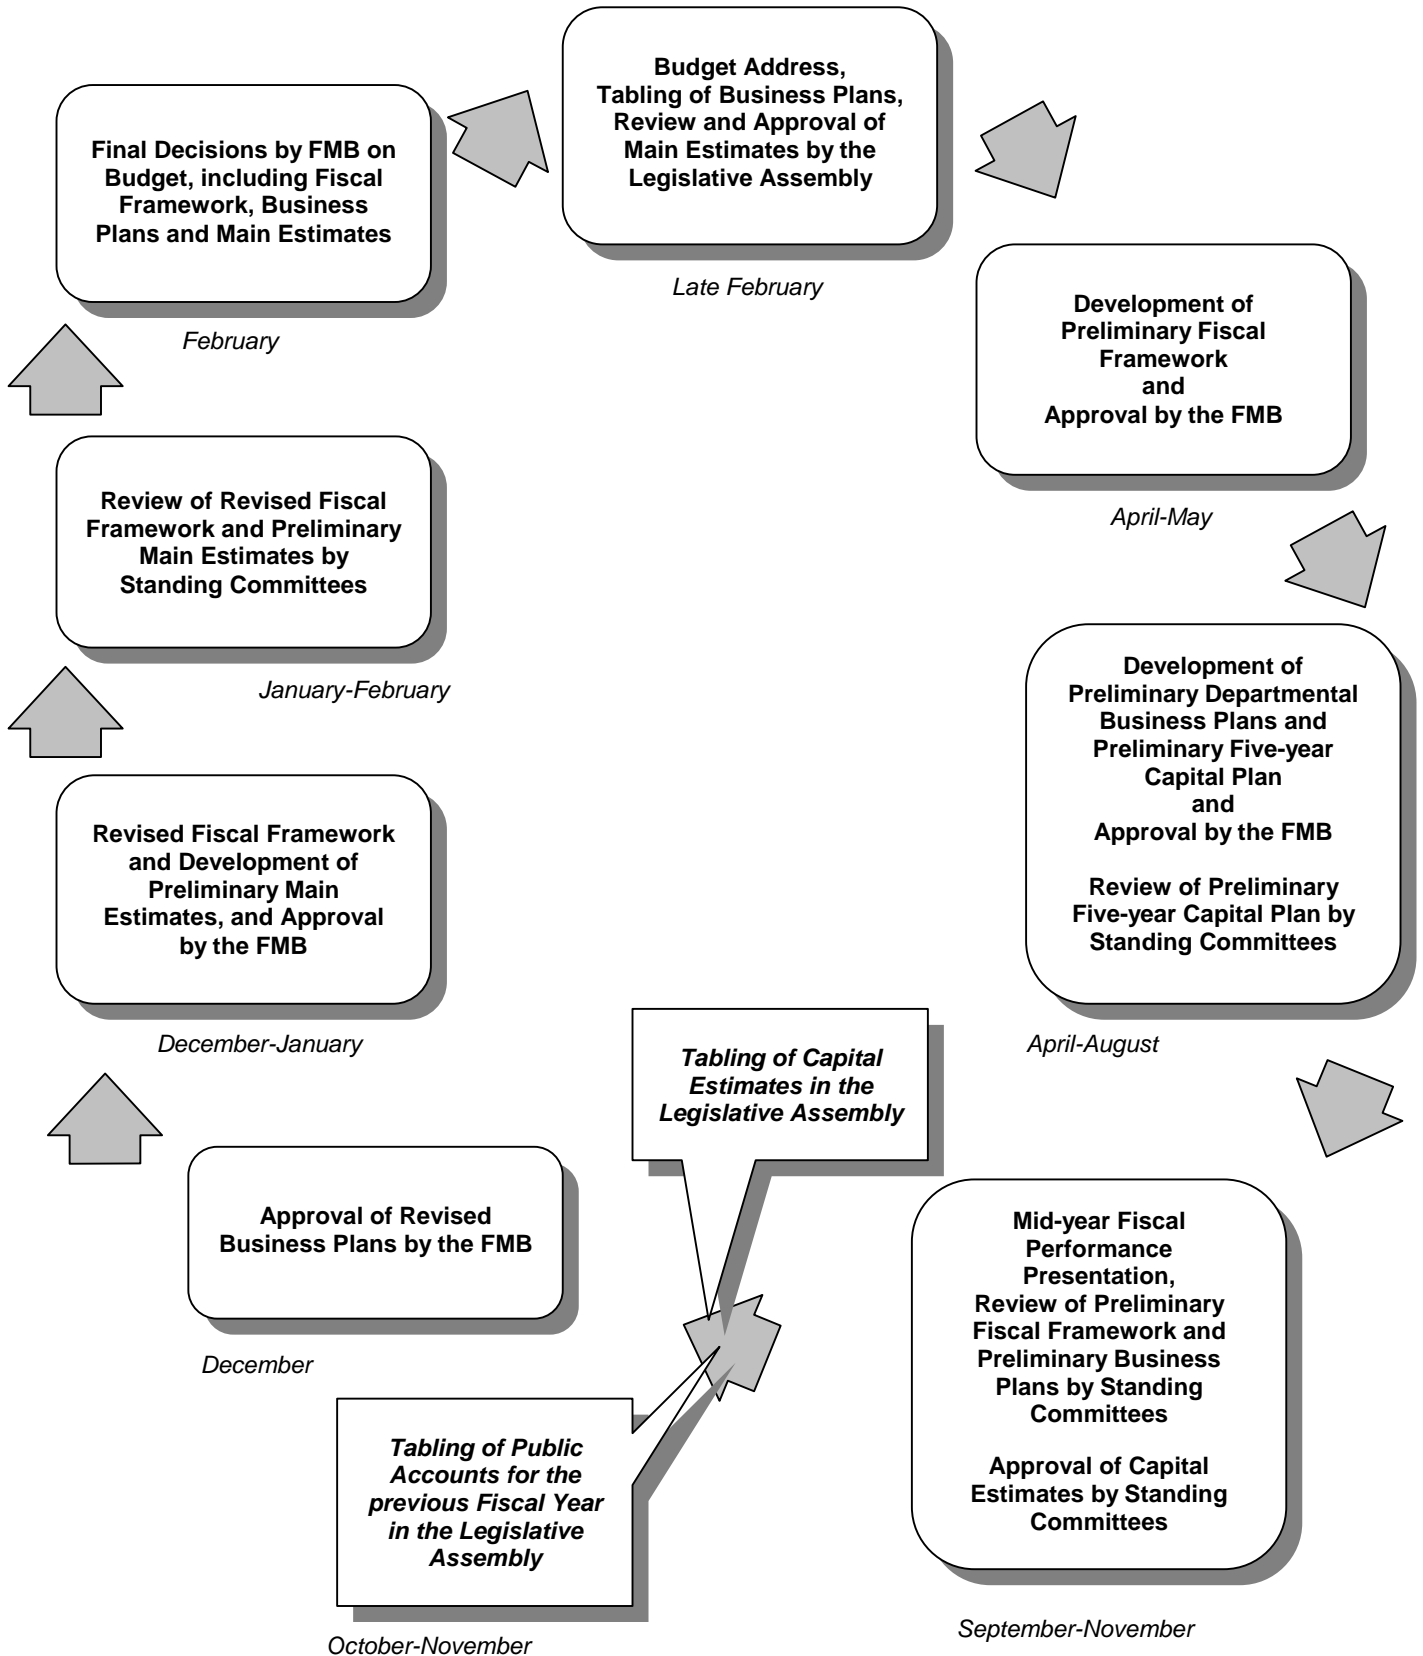 Budget Address,
Tabling of Business Plans,
Review and Approval of
Main Estimates by the
Legislative Assembly
Late February
Development of
Preliminary Fiscal
Framework
and
Approval by the FMB
April-May
Development of
Preliminary Departmental
Business Plans and
Preliminary Five-year
Capital Plan
and
Approval by the FMB
Review of Preliminary
Five-year Capital Plan by
Standing Committees
April-August
Mid-year Fiscal
Performance
Presentation,
Review of Preliminary
Fiscal Framework and
Preliminary Business
Plans by Standing
Committees
Approval of Capital
Estimates by Standing
Committees
September-November
Tabling of Capital
Estimates in the
Legislative Assembly
Tabling of Public
Accounts for the
previous Fiscal Year
in the Legislative
Assembly
October-November
Approval of Revised
Business Plans by the FMB
December
Revised Fiscal Framework
and Development of
Preliminary Main
Estimates, and Approval
by the FMB
December-January
Review of Revised Fiscal
Framework and Preliminary
Main Estimates by
Standing Committees
January-February
Final Decisions by FMB on
Budget, including Fiscal
Framework, Business
Plans and Main Estimates
February